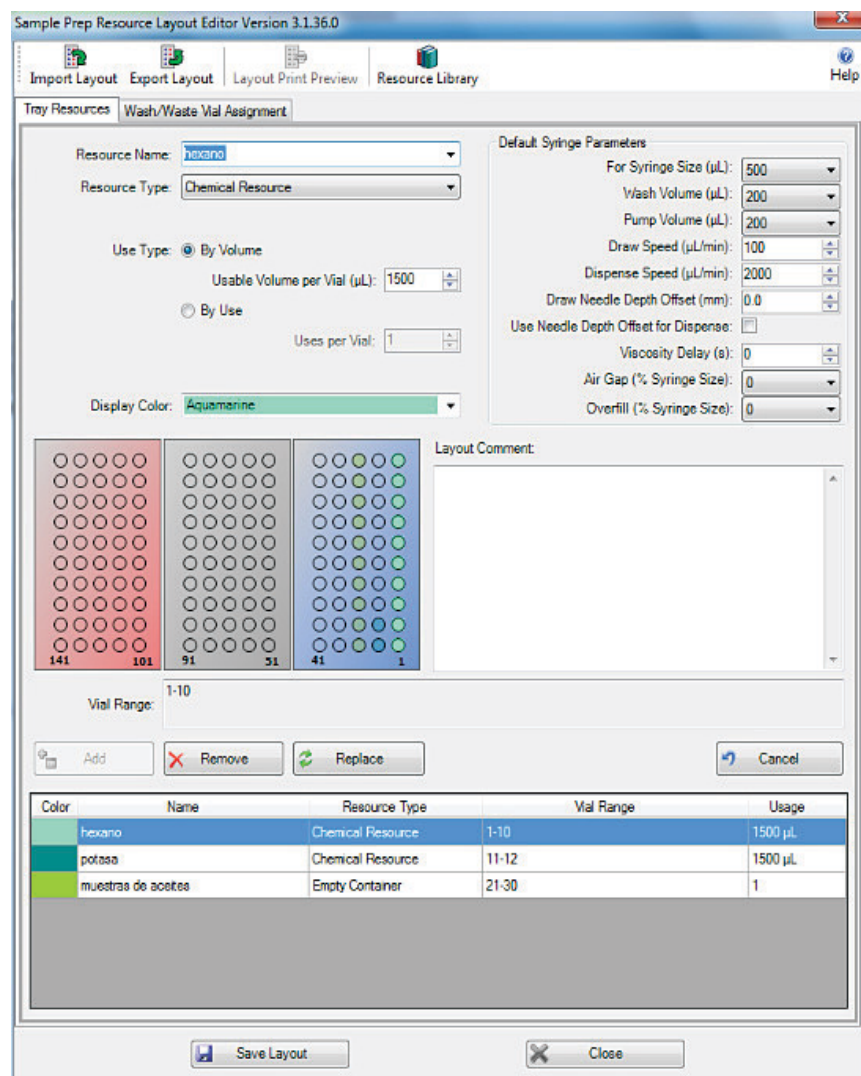 Sample Prep Resource Layout Editor Version 3.1.36.0
Import Layout Export Layout Layout Print Preview Resource Library Help
Tray Resources Wash/Waste Vial Assignment
Resource Name: hexano
Resource Type: Chemical Resource
Use Type: By Volume
Usable Volume per Vial (µL): 1500
By Use
Uses per Vial: 1
Display Color: Aquamarine
Default Syringe Parameters
For Syringe Size (µL): 500
Wash Volume (µL): 200
Pump Volume (µL): 200
Draw Speed (µL/min): 100
Dispense Speed (µL/min): 2000
Draw Needle Depth Offset (mm): 0.0
Use Needle Depth Offset for Dispense:
Viscosity Delay (s): 0
Air Gap (% Syringe Size): 0
Overfill (% Syringe Size): 0
141 101 91 51 41 1
Layout Comment:
Vial Range: 1-10
Add Remove Replace Cancel
Color Name Resource Type Vial Range Usage
hexano Chemical Resource 1-10 1500 µL
potasa Chemical Resource 11-12 1500 µL
muestras de aceites Empty Container 21-30 1
Save Layout Close